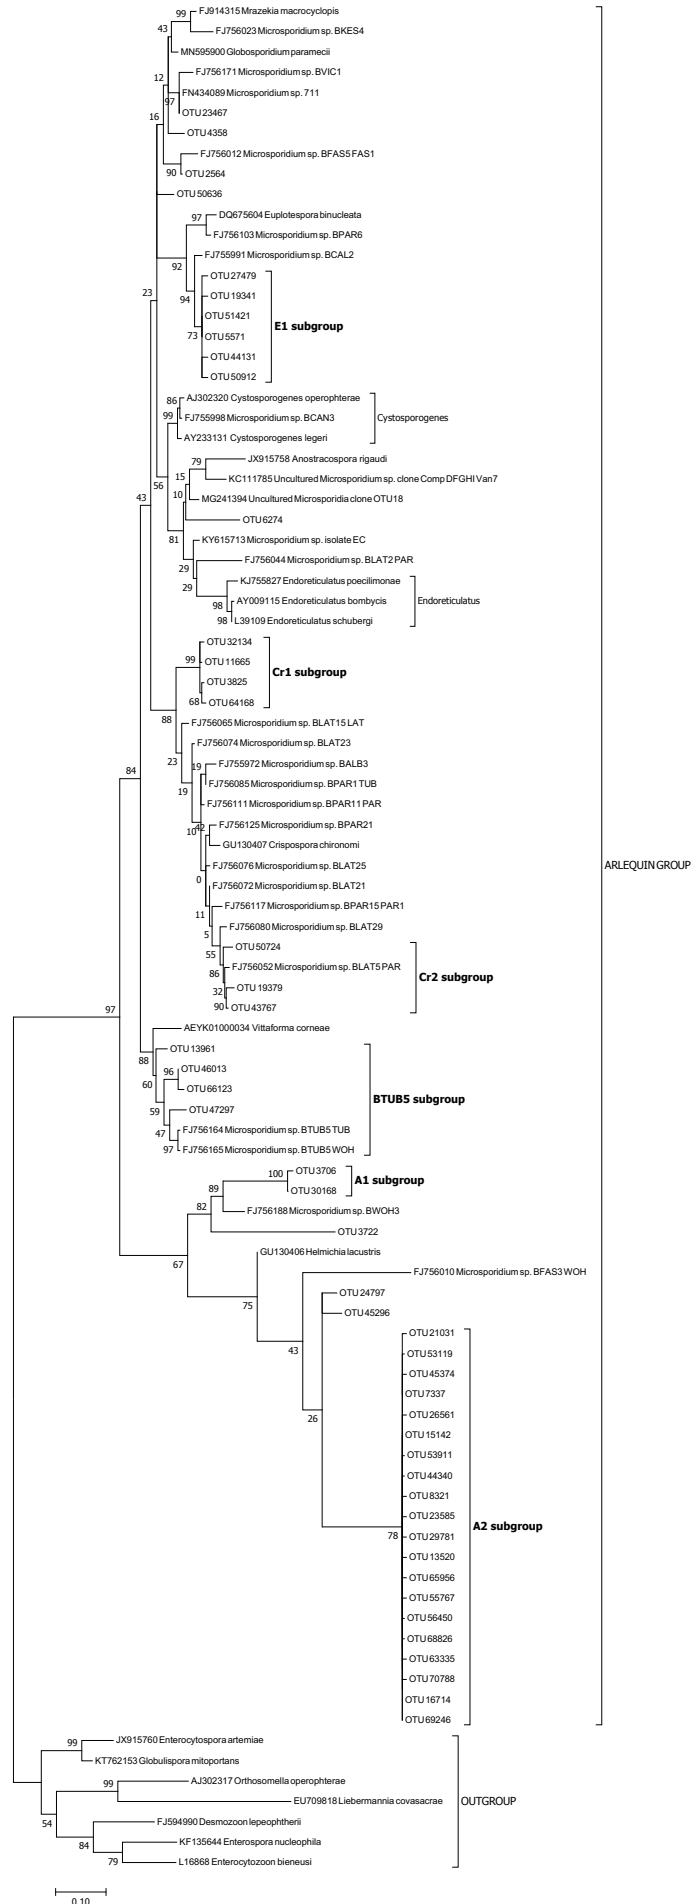 99
FJ914315 Mrazekia macrocyclopis
43
FJ756023 Microsporidium sp. BKES4
MN595900 Globosporidium paramecii
12
FJ756171 Microsporidium sp. BVIC1
97
FN434089 Microsporidium sp. 711
16
OTU 23467
OTU 4358
FJ756012 Microsporidium sp. BFAS5 FAS1
90
OTU 2564
OTU 50636
97
DQ675604 Euplotespora binucleata
FJ756103 Microsporidium sp. BPAR6
92
FJ755991 Microsporidium sp. BCAL2
OTU 27479
23
94
OTU 19341
OTU 51421
E1 subgroup
73
OTU 5571
OTU 44131
OTU 50912
86
AJ302320 Cystosporogenes operophterae
99
FJ755998 Microsporidium sp. BCAN3
Cystosporogenes
AY233131 Cystosporogenes legeri
79
JX915758 Anostracospora rigaudi
15
KC111785 Uncultured Microsporidium sp. clone Comp DFGHI Van7
56
43
10
MG241394 Uncultured Microsporidia clone OTU18
OTU 6274
81
KY615713 Microsporidium sp. isolate EC
29
FJ756044 Microsporidium sp. BLAT2 PAR
29
KJ755827 Endoreticulatus poecilimonae
98
AY009115 Endoreticulatus bombycis
Endoreticulatus
98
L39109 Endoreticulatus schubergi
OTU 32134
99
OTU 11665
Cr1 subgroup
OTU 3825
68
OTU 64168
88
FJ756065 Microsporidium sp. BLAT15 LAT
FJ756074 Microsporidium sp. BLAT23
23
19
FJ755972 Microsporidium sp. BALB3
84
19
FJ756085 Microsporidium sp. BPAR1 TUB
FJ756111 Microsporidium sp. BPAR11 PAR
10
42
FJ756125 Microsporidium sp. BPAR21
GU130407 Crispospora chironomi
FJ756076 Microsporidium sp. BLAT25
ARLEQUIN GROUP
0
FJ756072 Microsporidium sp. BLAT21
11
FJ756117 Microsporidium sp. BPAR15 PAR1
5
FJ756080 Microsporidium sp. BLAT29
55
OTU 50724
86
FJ756052 Microsporidium sp. BLAT5 PAR
Cr2 subgroup
32
OTU 19379
90
OTU 43767
97
AEYK01000034 Vittaforma corneae
88
OTU 13961
96
OTU 46013
60
OTU 66123
BTUB5 subgroup
59
OTU 47297
47
FJ756164 Microsporidium sp. BTUB5 TUB
97
FJ756165 Microsporidium sp. BTUB5 WOH
100
OTU 3706
A1 subgroup
89
OTU 30168
82
FJ756188 Microsporidium sp. BWOH3
OTU 3722
67
GU130406 Helmichia lacustris
FJ756010 Microsporidium sp. BFAS3 WOH
75
OTU 24797
OTU 45296
43
OTU 21031
OTU 53119
OTU 45374
OTU 7337
26
OTU 26561
OTU 15142
OTU 53911
OTU 44340
OTU 8321
OTU 23585
A2 subgroup
78
OTU 29781
OTU 13520
OTU 65956
OTU 55767
OTU 56450
OTU 68826
OTU 63335
OTU 70788
OTU 16714
OTU 69246
99
JX915760 Enterocytospora artemiae
KT762153 Globulispora mitoportans
99
AJ302317 Orthosomella operophterae
EU709818 Liebermannia covasacrae
OUTGROUP
54
FJ594990 Desmozoon lepeophtherii
84
KF135644 Enterospora nucleophila
79
L16868 Enterocytozoon bieneusi
0.10